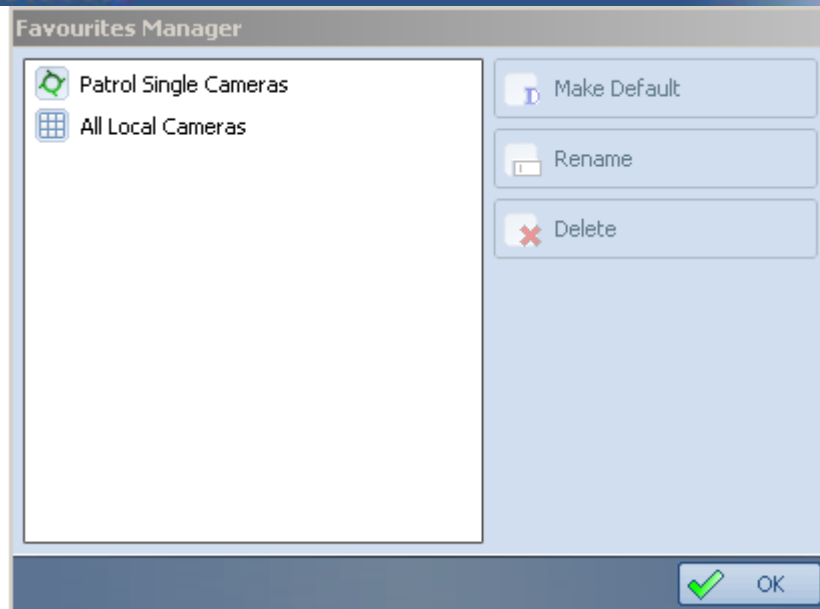 Favourites Manager
Patrol Single Cameras
All Local Cameras
Make Default
Rename
Delete
OK